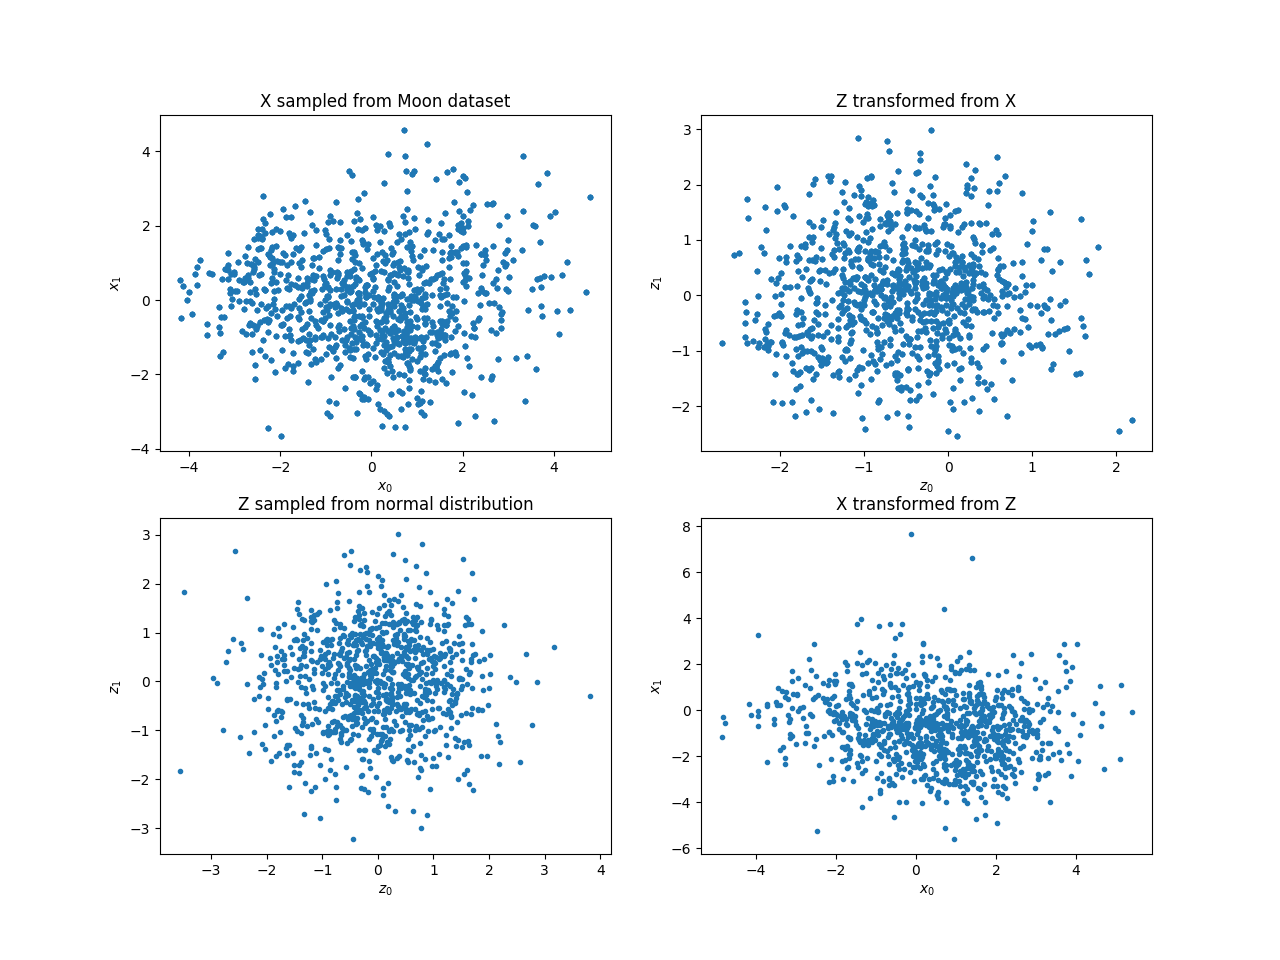 X sampled from Moon dataset
4
2
0
−2
−4
x₁
−4 −2 0 2 4
x₀
Z transformed from X
3
2
1
0
−1
−2
z₁
−2 −1 0 1 2
z₀
Z sampled from normal distribution
3
2
1
0
−1
−2
−3
z₁
−3 −2 −1 0 1 2 3 4
z₀
X transformed from Z
8
6
4
2
0
−2
−4
−6
x₁
−4 −2 0 2 4
x₀